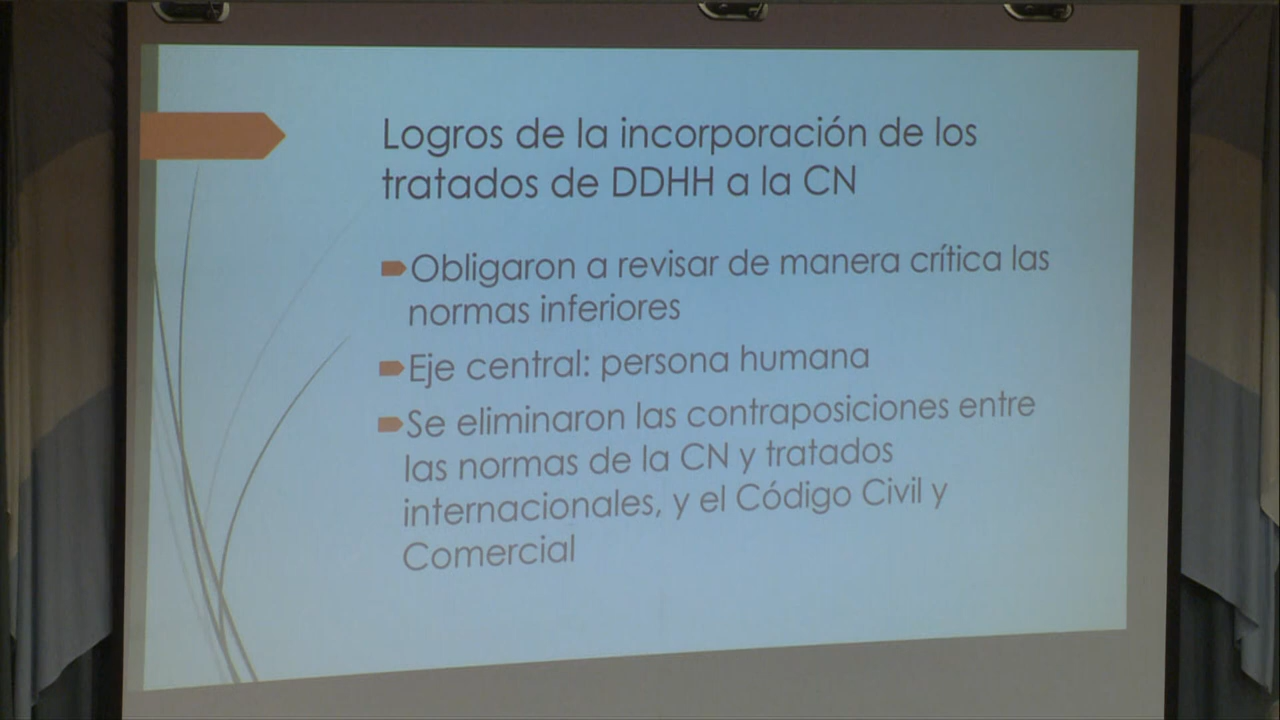 Logros de la incorporación de los
tratados de DDHH a la CN
Obligaron a revisar de manera crítica las
normas inferiores
Eje central: persona humana
Se eliminaron las contraposiciones entre
las normas de la CN y tratados
internacionales, y el Código Civil y
Comercial